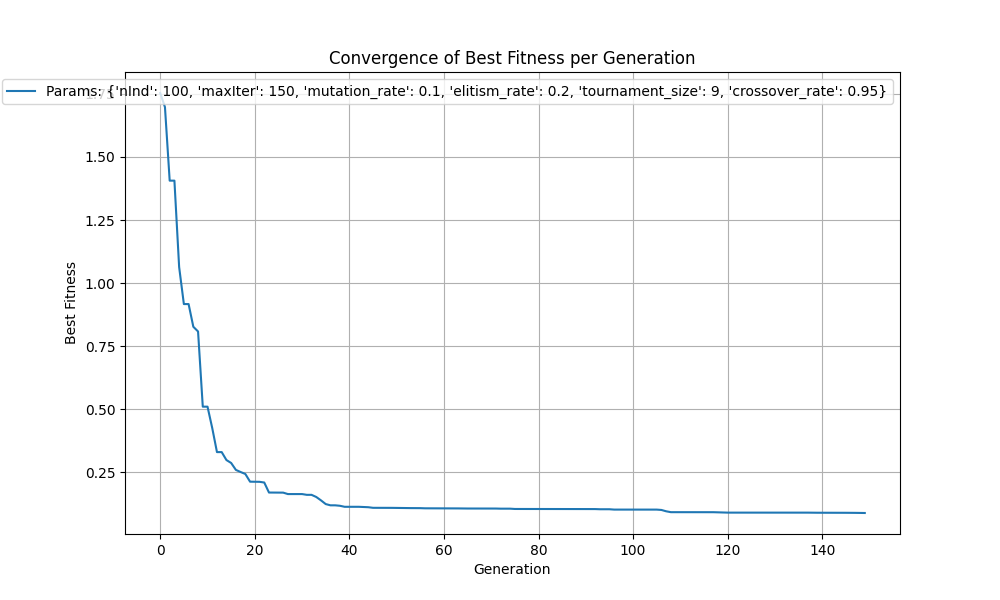 Convergence of Best Fitness per Generation
Params: {'nInd': 100, 'maxIter': 150, 'mutation_rate': 0.1, 'elitism_rate': 0.2, 'tournament_size': 9, 'crossover_rate': 0.95}
1.75
1.50
1.25
1.00
0.75
0.50
0.25
Best Fitness
0 20 40 60 80 100 120 140
Generation